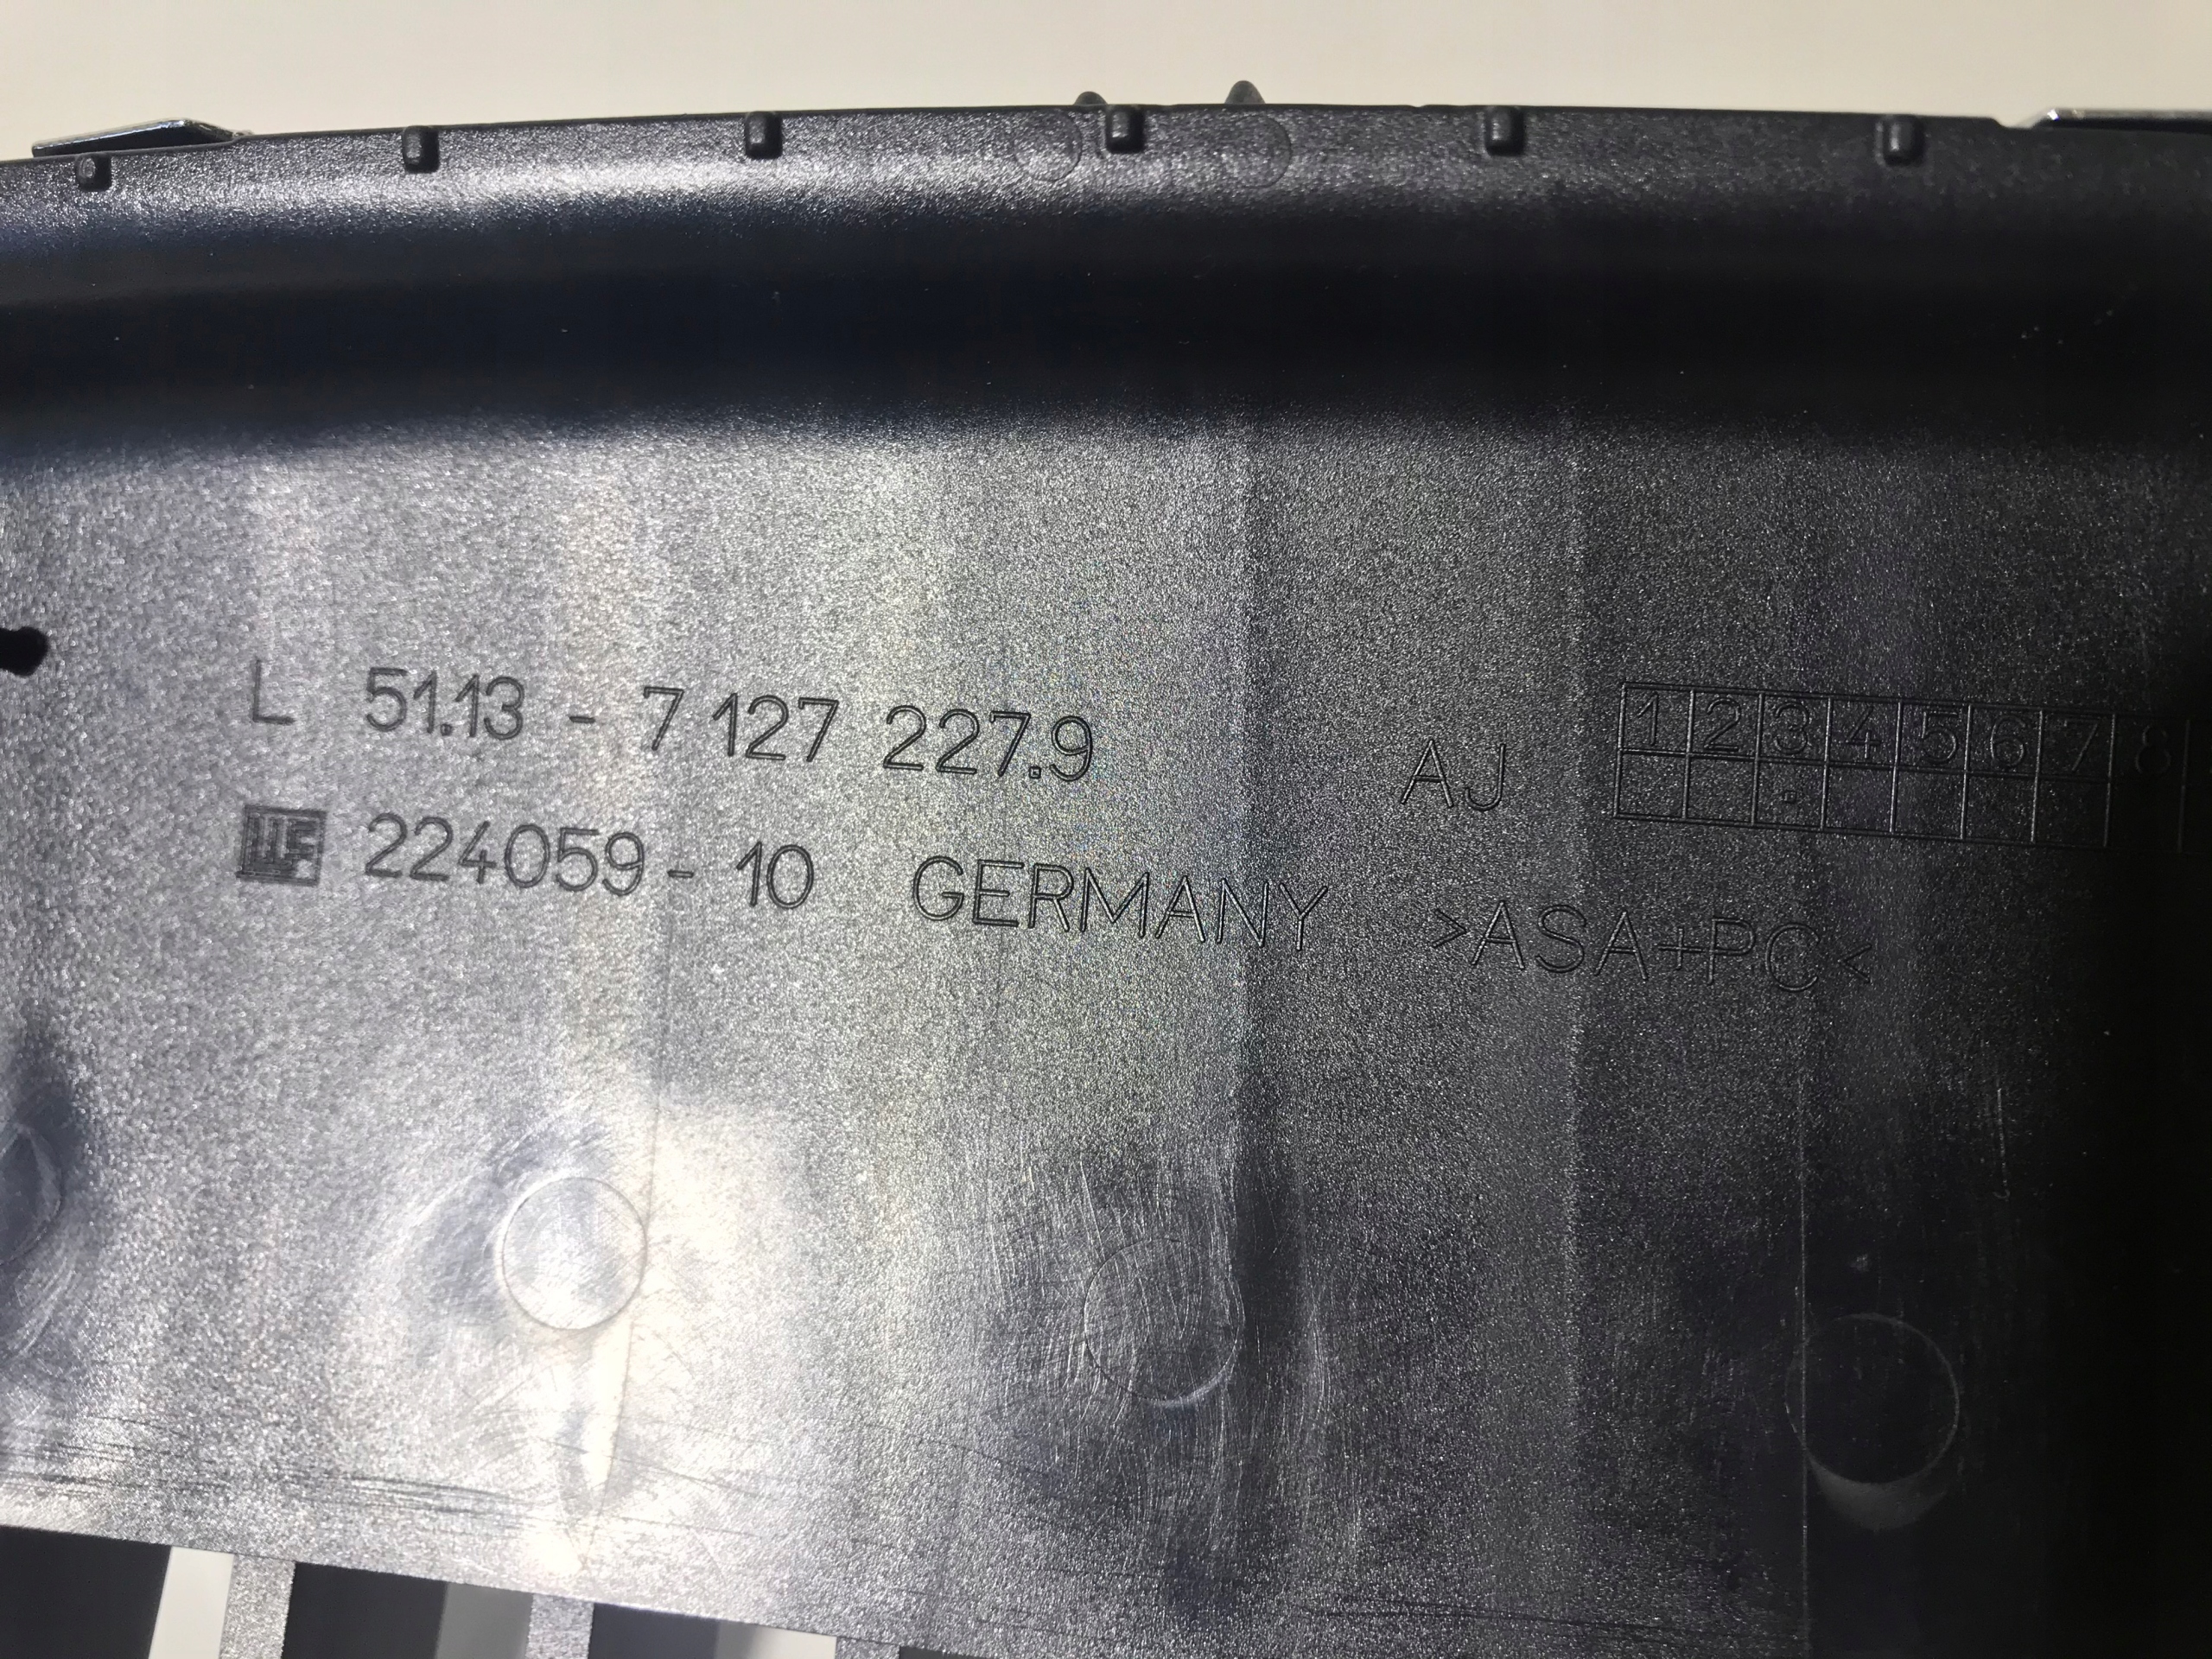 L 51.13 - 7 127 227.9 AJ 1 2 3 4 5 6 7 8
224059 - 10 GERMANY >ASA+PC<